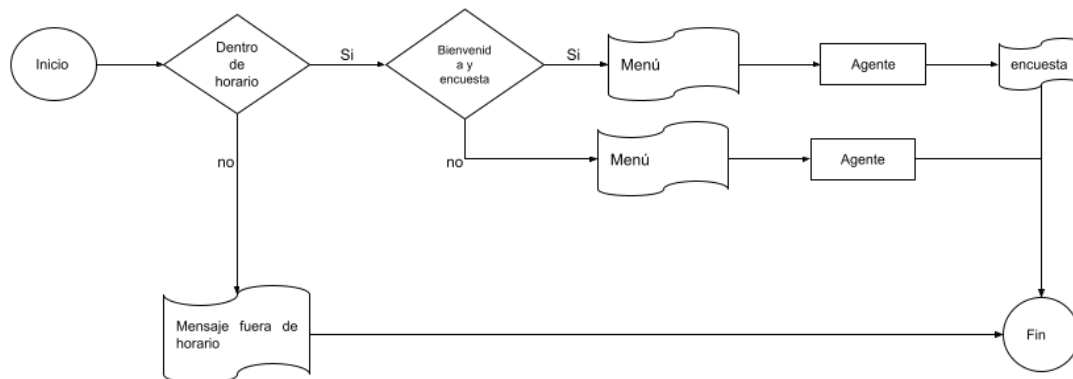 Inicio
Dentro
de
horario
Si
Bienvenid
a y
encuesta
Si
Menú
Agente
encuesta
no
no
Menú
Agente
Mensaje fuera de
horario
Fin